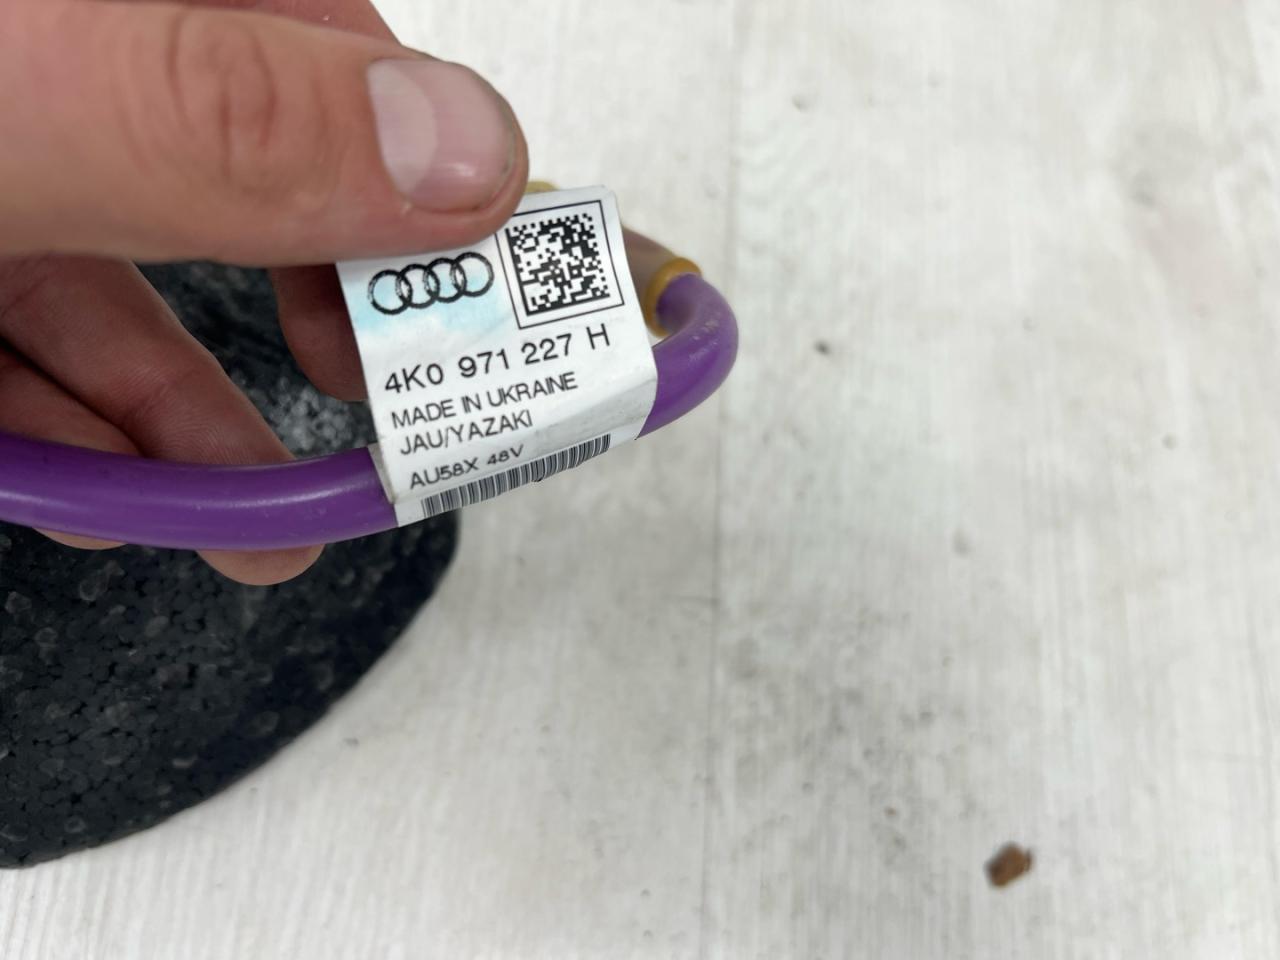 4K0 971 227 H
MADE IN UKRAINE
JAU/YAZAKI
AU58X 48V